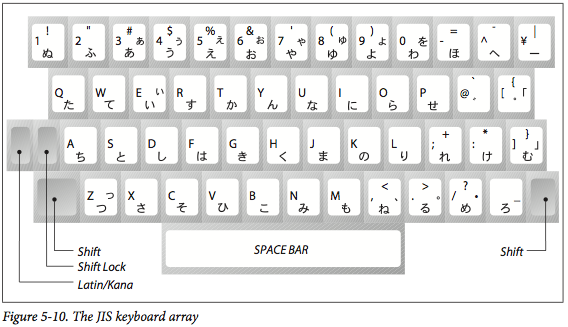 ! " # $ % & ' ( ) = ¯ |
1 2 3 ぁ 4 ぅ 5 ぇ 6 ぉ 7 ゃ 8 ゅ 9 ょ 0 を - ^ ¥
ぬ ふ あ う え お や ゆ よ わ ほ へ ー
` {
Q W E ぃ R T Y U I O P @ [ 「
た て い す か ん な に ら せ ゛ ゜
+ * }
A S D F G H J K L ; : ] 」
ち と し は き く ま の り れ け む
< > ? _
Z っ X C V B N M , 、 . 。 / ・
つ さ そ ひ こ み も ね る め ろ
SPACE BAR
Shift
Shift Lock
Latin/Kana
Shift
Figure 5-10. The JIS keyboard array